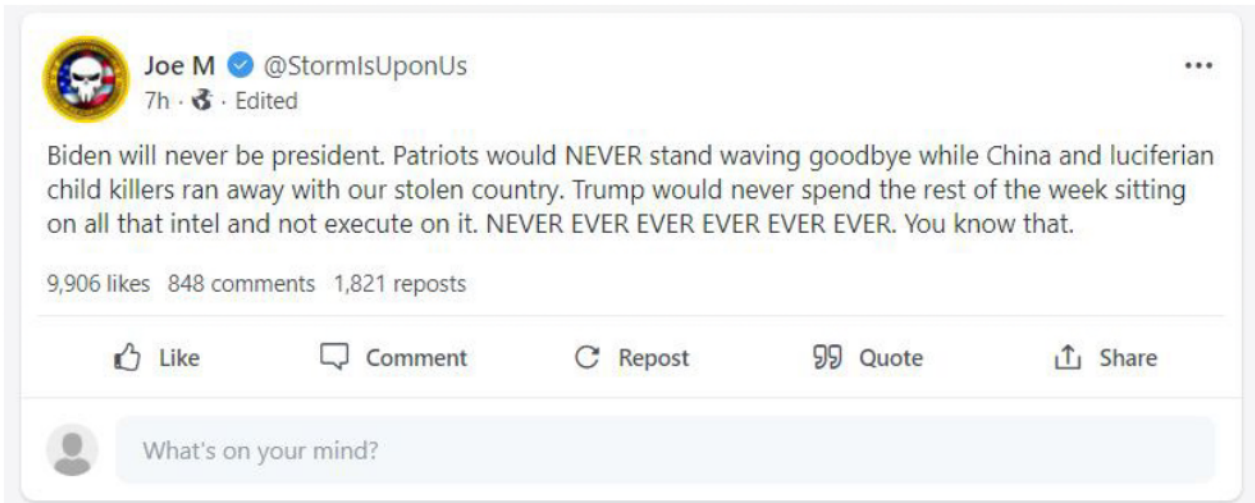 Joe M @StormIsUponUs
7h · · Edited
Biden will never be president. Patriots would NEVER stand waving goodbye while China and luciferian
child killers ran away with our stolen country. Trump would never spend the rest of the week sitting
on all that intel and not execute on it. NEVER EVER EVER EVER EVER EVER. You know that.
9,906 likes 848 comments 1,821 reposts
Like Comment Repost Quote Share
What's on your mind?